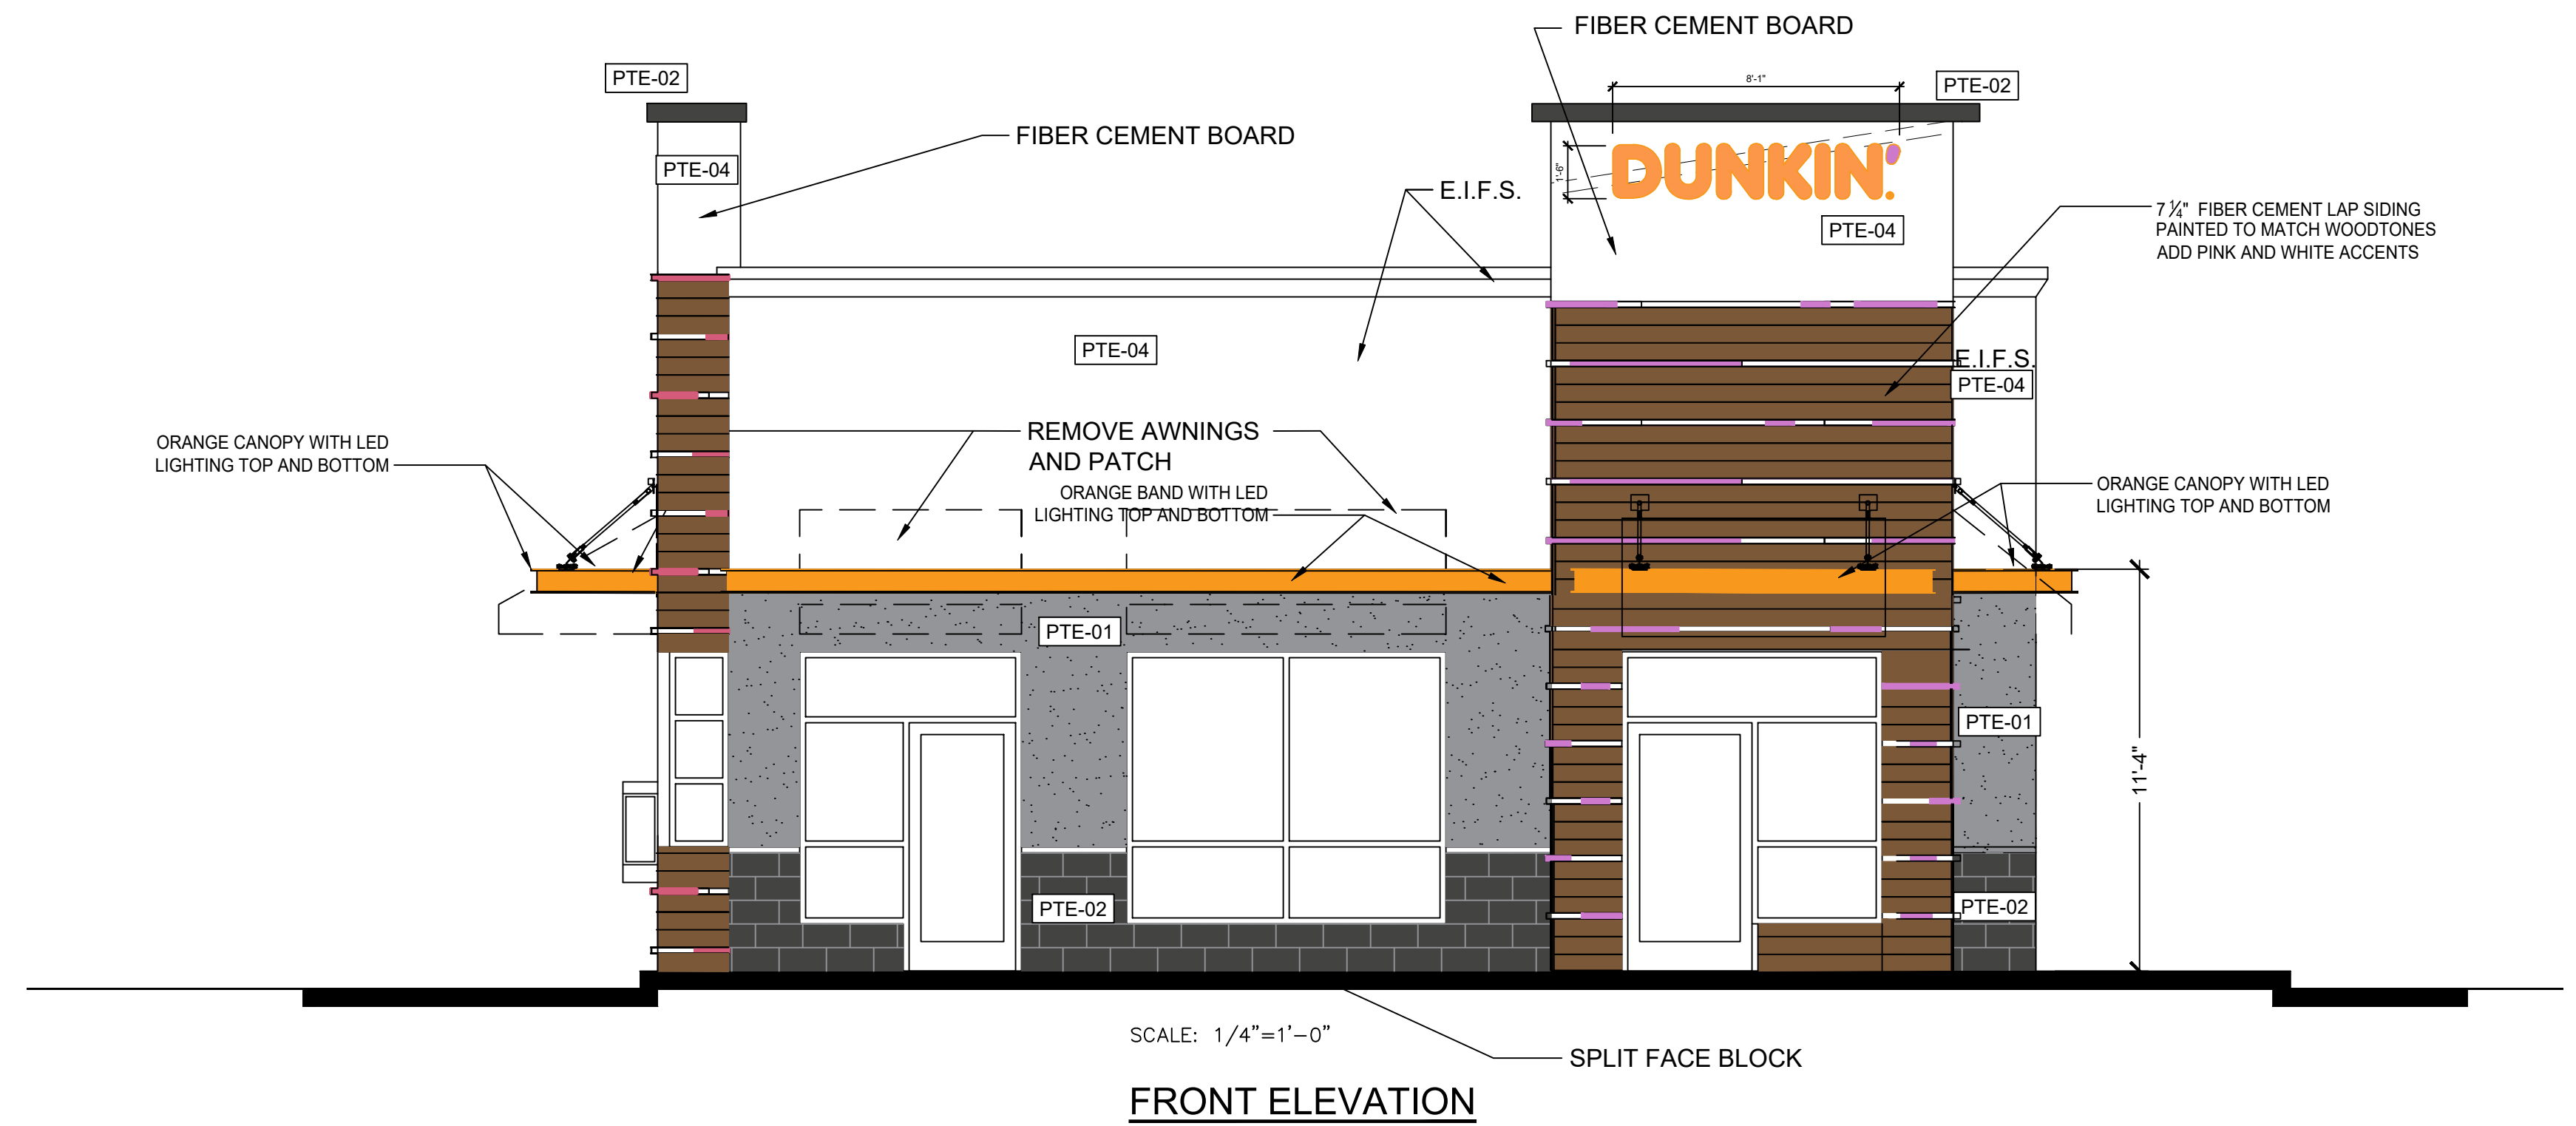 FIBER CEMENT BOARD
PTE-02
8'-1"
PTE-02
FIBER CEMENT BOARD
PTE-04
1'-6"
DUNKIN'
E.I.F.S.
7 1/4" FIBER CEMENT LAP SIDING
PAINTED TO MATCH WOODTONES
ADD PINK AND WHITE ACCENTS
PTE-04
PTE-04
E.I.F.S.
PTE-04
ORANGE CANOPY WITH LED
LIGHTING TOP AND BOTTOM
REMOVE AWNINGS
AND PATCH
ORANGE BAND WITH LED
LIGHTING TOP AND BOTTOM
ORANGE CANOPY WITH LED
LIGHTING TOP AND BOTTOM
PTE-01
PTE-01
11'-4"
PTE-02
PTE-02
SCALE: 1/4"=1'-0"
SPLIT FACE BLOCK
FRONT ELEVATION